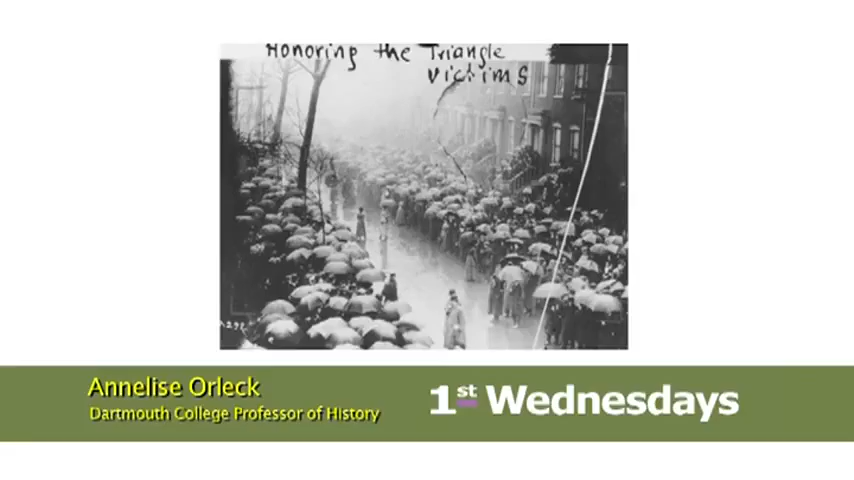 Honoring the Triangle
Victims
Annelise Orleck
Dartmouth College Professor of History
1st Wednesdays